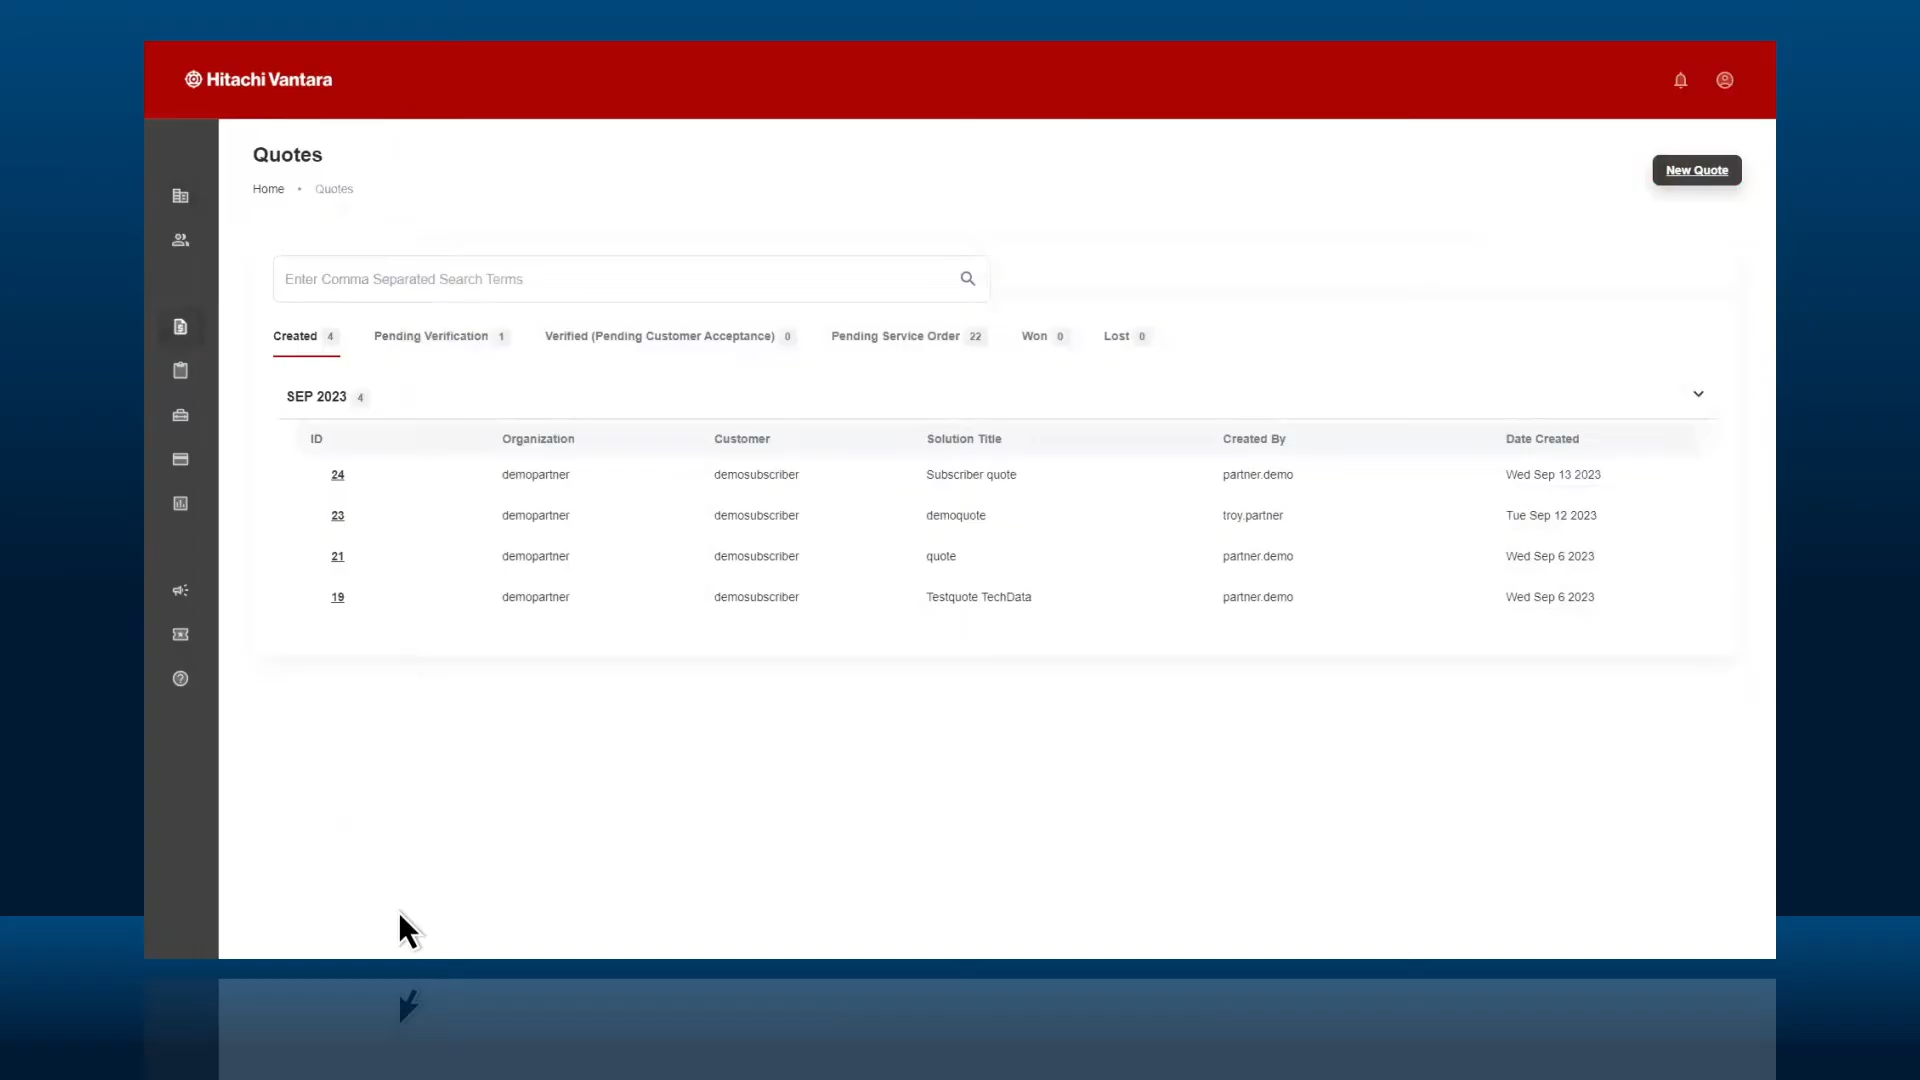 Hitachi Vantara
Quotes
New Quote
Home • Quotes
Enter Comma Separated Search Terms
Created 4 Pending Verification 1 Verified (Pending Customer Acceptance) 0 Pending Service Order 22 Won 0 Lost 0
SEP 2023 4
ID Organization Customer Solution Title Created By Date Created
24 demopartner demosubscriber Subscriber quote partner.demo Wed Sep 13 2023
23 demopartner demosubscriber demoquote troy.partner Tue Sep 12 2023
21 demopartner demosubscriber quote partner.demo Wed Sep 6 2023
19 demopartner demosubscriber Testquote TechData partner.demo Wed Sep 6 2023